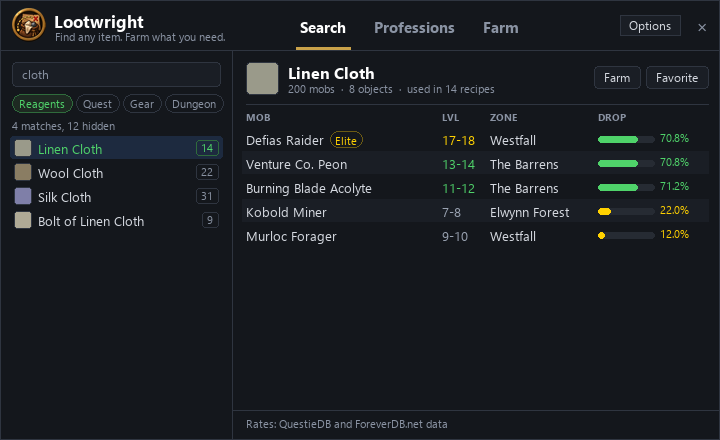 Lootwright
Find any item. Farm what you need.
Search Professions Farm
Options ×
cloth
Reagents Quest Gear Dungeon
4 matches, 12 hidden
Linen Cloth 14
Wool Cloth 22
Silk Cloth 31
Bolt of Linen Cloth 9
Linen Cloth
200 mobs · 8 objects · used in 14 recipes
Farm Favorite
MOB LVL ZONE DROP
Defias Raider Elite 17-18 Westfall 70.8%
Venture Co. Peon 13-14 The Barrens 70.8%
Burning Blade Acolyte 11-12 The Barrens 71.2%
Kobold Miner 7-8 Elwynn Forest 22.0%
Murloc Forager 9-10 Westfall 12.0%
Rates: QuestieDB and ForeverDB.net data